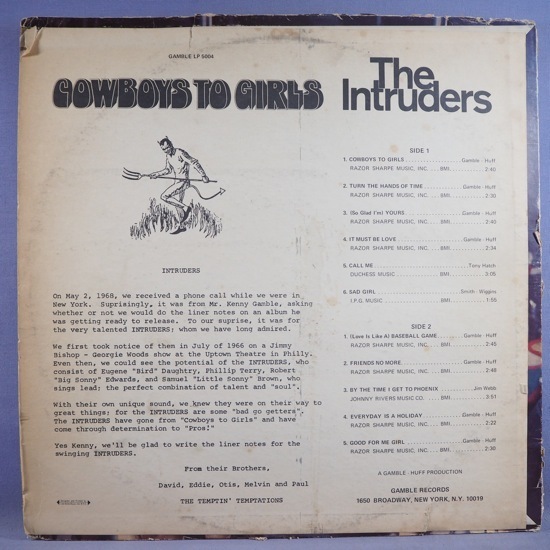 GAMBLE LP 5004
COWBOYS TO GIRLS
The
Intruders
INTRUDERS
On May 2, 1968, we received a phone call while we were in
New York. Suprisingly, it was from Mr. Kenny Gamble, asking
whether or not we would do the liner notes on an album he
was getting ready to release. To our suprise, it was for
the very talented INTRUDERS; whom we have long admired.
We first took notice of them in July of 1966 on a Jimmy
Bishop - Georgie Woods show at the Uptown Theatre in Philly.
Even then, we could see the potential of the INTRUDERS, who
consist of Eugene "Bird" Daughtry, Phillip Terry, Robert
"Big Sonny" Edwards, and Samuel "Little Sonny" Brown, who
sings lead; the perfect combination of talent and "soul".
With their own unique sound, we knew they were on their way to
great things; for the INTRUDERS are some "bad go getters".
The INTRUDERS have gone from "Cowboys to Girls" and have
come through determination to "Pros!"
Yes Kenny, we'll be glad to write the liner notes for the
swinging INTRUDERS.
From their Brothers,
David, Eddie, Otis, Melvin and Paul
THE TEMPTIN' TEMPTATIONS
SIDE 1
1. COWBOYS TO GIRLS Gamble - Huff
RAZOR SHARPE MUSIC, INC. BMI 2:40
2. TURN THE HANDS OF TIME Gamble - Huff
RAZOR SHARPE MUSIC, INC. BMI 2:30
3. (So Glad I'm) YOURS Gamble - Huff
RAZOR SHARPE MUSIC, INC. BMI 2:40
4. IT MUST BE LOVE Gamble - Huff
RAZOR SHARPE MUSIC, INC. BMI 2:34
5. CALL ME Tony Hatch
DUCHESS MUSIC BMI 3:05
6. SAD GIRL Smith - Wiggins
I.P.G. MUSIC BMI 1:55
SIDE 2
1. (Love Is Like A) BASEBALL GAME Gamble - Huff
RAZOR SHARPE MUSIC, INC. BMI 2:45
2. FRIENDS NO MORE Gamble - Huff
RAZOR SHARPE MUSIC, INC. BMI 2:48
3. BY THE TIME I GET TO PHOENIX Jim Webb
JOHNNY RIVERS MUSIC CO. BMI 3:51
4. EVERYDAY IS A HOLIDAY Gamble - Huff
RAZOR SHARPE MUSIC, INC. BMI 2:22
5. GOOD FOR ME GIRL Gamble - Huff
RAZOR SHARPE MUSIC, INC. BMI 2:30
A GAMBLE - HUFF PRODUCTION
GAMBLE RECORDS
1650 BROADWAY, NEW YORK, N.Y. 10019